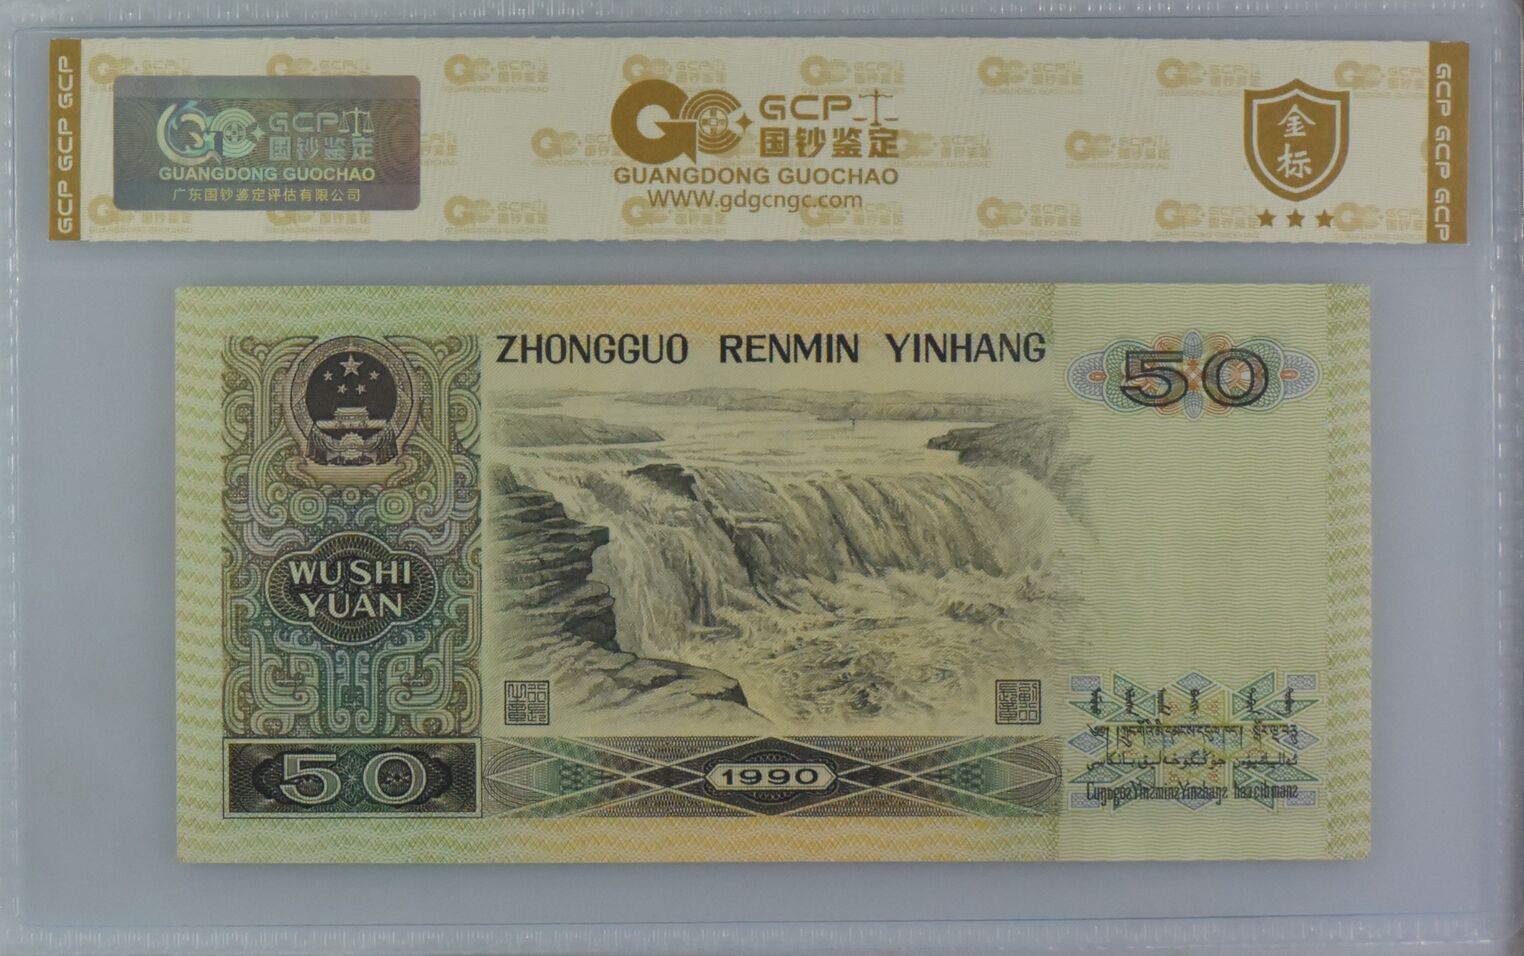 GCP GCP GCP
GCP
国钞鉴定
GUANGDONG GUOCHAO
广东国钞鉴定评估有限公司
GCP
国钞鉴定
GUANGDONG GUOCHAO
WWW.gdgcngc.com
金
标
GCP GCP GCP
ZHONGGUO RENMIN YINHANG
50
WU SHI
YUAN
50
1990